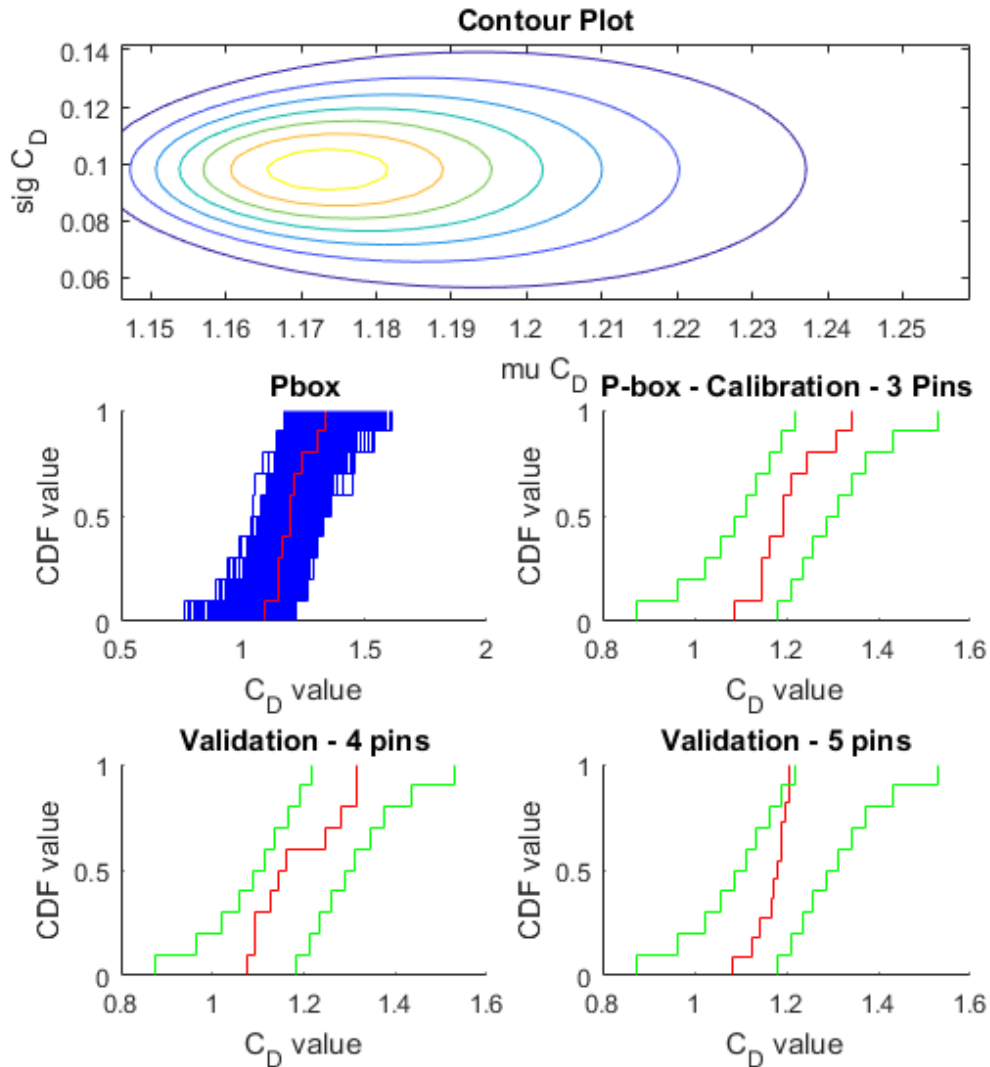 Contour Plot
0.14
0.12
0.1
0.08
0.06
sig C_D
1.15 1.16 1.17 1.18 1.19 1.2 1.21 1.22 1.23 1.24 1.25
mu C_D
Pbox
1
0.5
0
CDF value
0.5 1 1.5 2
C_D value
P-box - Calibration - 3 Pins
1
0.5
0
CDF value
0.8 1 1.2 1.4 1.6
C_D value
Validation - 4 pins
1
0.5
0
CDF value
0.8 1 1.2 1.4 1.6
C_D value
Validation - 5 pins
1
0.5
0
CDF value
0.8 1 1.2 1.4 1.6
C_D value